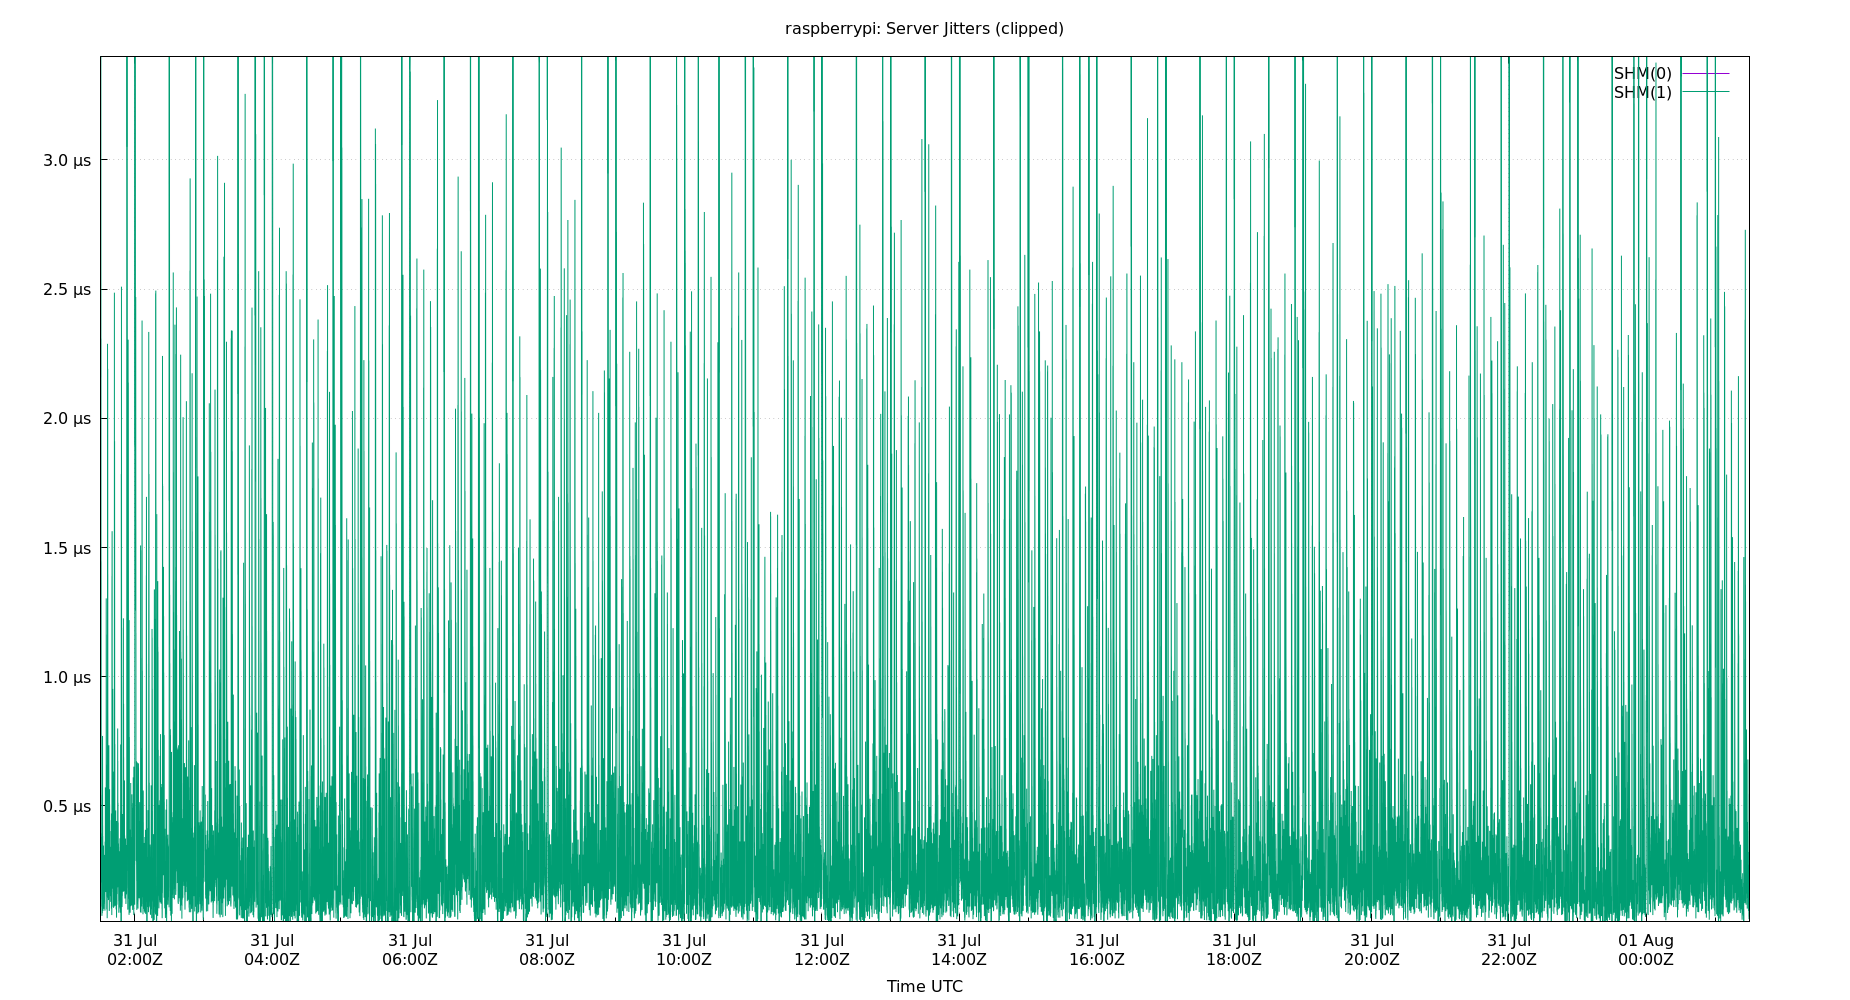 raspberrypi: Server Jitters (clipped)
SHM(0)
SHM(1)
3.0 µs
2.5 µs
2.0 µs
1.5 µs
1.0 µs
0.5 µs
31 Jul 31 Jul 31 Jul 31 Jul 31 Jul 31 Jul 31 Jul 31 Jul 31 Jul 31 Jul 31 Jul 01 Aug
02:00Z 04:00Z 06:00Z 08:00Z 10:00Z 12:00Z 14:00Z 16:00Z 18:00Z 20:00Z 22:00Z 00:00Z
Time UTC